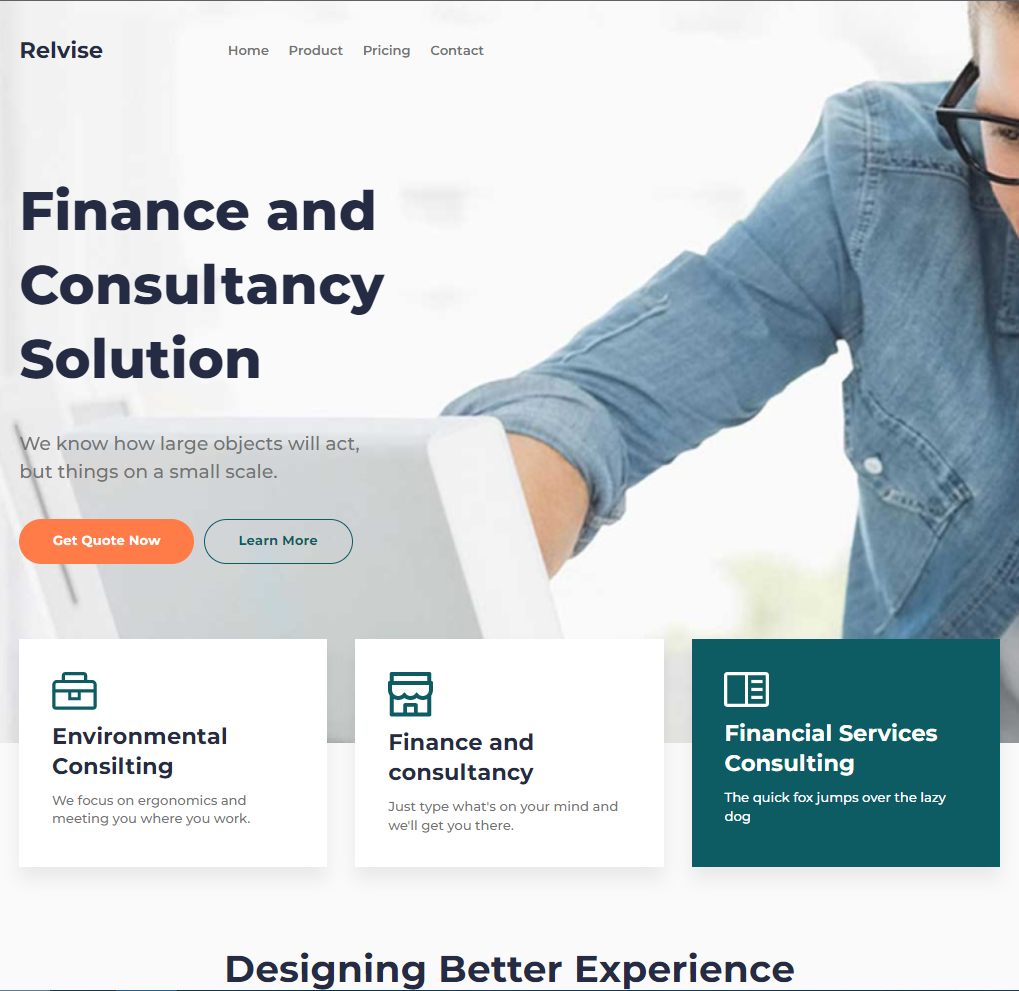 Relvise
Home Product Pricing Contact
Finance and
Consultancy
Solution
We know how large objects will act,
but things on a small scale.
Get Quote Now Learn More
Environmental
Consilting
We focus on ergonomics and
meeting you where you work.
Finance and
consultancy
Just type what's on your mind and
we'll get you there.
Financial Services
Consulting
The quick fox jumps over the lazy
dog
Designing Better Experience